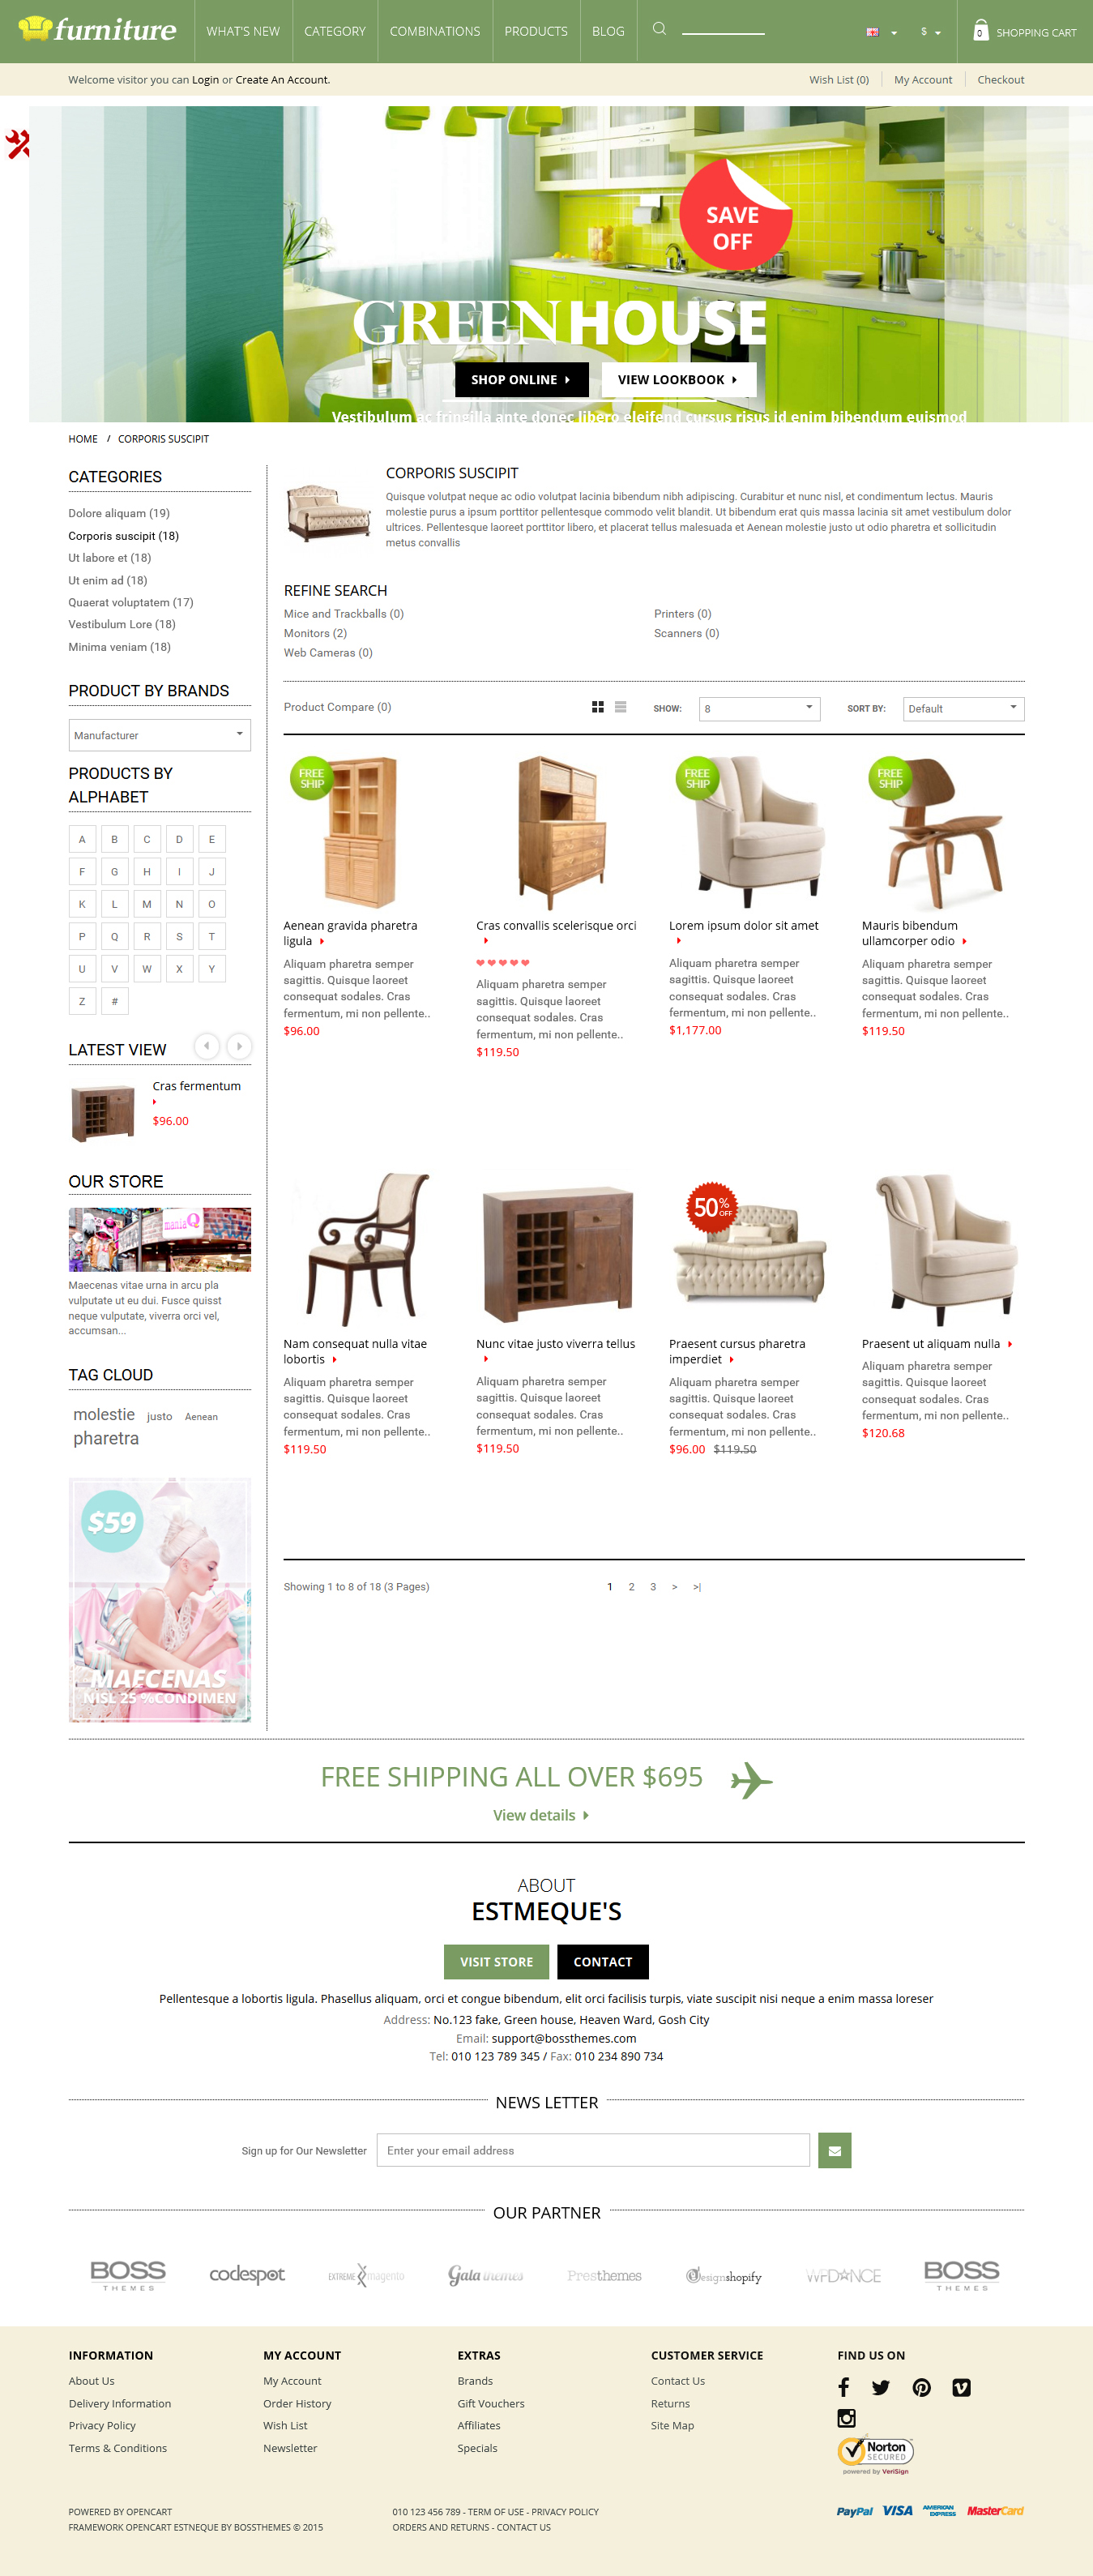 furniture
WHAT'S NEW
CATEGORY
COMBINATIONS
PRODUCTS
BLOG
$
0
SHOPPING CART
Welcome visitor you can Login or Create An Account.
Wish List (0)
My Account
Checkout
SAVE
OFF
GREENHOUSE
SHOP ONLINE
VIEW LOOKBOOK
Vestibulum ac fringilla ante donec libero eleifend cursus risus id enim bibendum euismod
HOME / CORPORIS SUSCIPIT
CATEGORIES
Dolore aliquam (19)
Corporis suscipit (18)
Ut labore et (18)
Ut enim ad (18)
Quaerat voluptatem (17)
Vestibulum Lore (18)
Minima veniam (18)
PRODUCT BY BRANDS
Manufacturer
PRODUCTS BY
ALPHABET
A B C D E
F G H I J
K L M N O
P Q R S T
U V W X Y
Z #
LATEST VIEW
Cras fermentum
$96.00
OUR STORE
maniaQ
Maecenas vitae urna in arcu pla
vulputate ut eu dui. Fusce quisst
neque vulputate, viverra orci vel,
accumsan...
TAG CLOUD
molestie justo Aenean
pharetra
$59
MAECENAS
NISL 25 %CONDIMEN
CORPORIS SUSCIPIT
Quisque volutpat neque ac odio volutpat lacinia bibendum nibh adipiscing. Curabitur et nunc nisl, et condimentum lectus. Mauris
molestie purus a ipsum porttitor pellentesque commodo velit blandit. Ut bibendum erat quis massa lacinia sit amet vestibulum dolor
ultrices. Pellentesque laoreet porttitor libero, et placerat tellus malesuada et Aenean molestie justo ut odio pharetra et sollicitudin
metus convallis
REFINE SEARCH
Mice and Trackballs (0)
Monitors (2)
Web Cameras (0)
Printers (0)
Scanners (0)
Product Compare (0)
SHOW:
8
SORT BY:
Default
FREE
SHIP
Aenean gravida pharetra
ligula
Aliquam pharetra semper
sagittis. Quisque laoreet
consequat sodales. Cras
fermentum, mi non pellente..
$96.00
Cras convallis scelerisque orci
Aliquam pharetra semper
sagittis. Quisque laoreet
consequat sodales. Cras
fermentum, mi non pellente..
$119.50
FREE
SHIP
Lorem ipsum dolor sit amet
Aliquam pharetra semper
sagittis. Quisque laoreet
consequat sodales. Cras
fermentum, mi non pellente..
$1,177.00
FREE
SHIP
Mauris bibendum
ullamcorper odio
Aliquam pharetra semper
sagittis. Quisque laoreet
consequat sodales. Cras
fermentum, mi non pellente..
$119.50
Nam consequat nulla vitae
lobortis
Aliquam pharetra semper
sagittis. Quisque laoreet
consequat sodales. Cras
fermentum, mi non pellente..
$119.50
Nunc vitae justo viverra tellus
Aliquam pharetra semper
sagittis. Quisque laoreet
consequat sodales. Cras
fermentum, mi non pellente..
$119.50
50% OFF
Praesent cursus pharetra
imperdiet
Aliquam pharetra semper
sagittis. Quisque laoreet
consequat sodales. Cras
fermentum, mi non pellente..
$96.00 $119.50
Praesent ut aliquam nulla
Aliquam pharetra semper
sagittis. Quisque laoreet
consequat sodales. Cras
fermentum, mi non pellente..
$120.68
Showing 1 to 8 of 18 (3 Pages)
1 2 3 > >|
FREE SHIPPING ALL OVER $695
View details
ABOUT
ESTMEQUE'S
VISIT STORE
CONTACT
Pellentesque a lobortis ligula. Phasellus aliquam, orci et congue bibendum, elit orci facilisis turpis, viate suscipit nisi neque a enim massa loreser
Address: No.123 fake, Green house, Heaven Ward, Gosh City
Email: support@bossthemes.com
Tel: 010 123 789 345 / Fax: 010 234 890 734
NEWS LETTER
Sign up for Our Newsletter
Enter your email address
OUR PARTNER
BOSS
THEMES
codespot
EXTREME magento
Gala themes
Presthemes
designshopify
WFDANCE
BOSS
THEMES
INFORMATION
About Us
Delivery Information
Privacy Policy
Terms & Conditions
MY ACCOUNT
My Account
Order History
Wish List
Newsletter
EXTRAS
Brands
Gift Vouchers
Affiliates
Specials
CUSTOMER SERVICE
Contact Us
Returns
Site Map
FIND US ON
Norton
SECURED
powered by VeriSign
POWERED BY OPENCART
FRAMEWORK OPENCART ESTNEQUE BY BOSSTHEMES © 2015
010 123 456 789 - TERM OF USE - PRIVACY POLICY
ORDERS AND RETURNS - CONTACT US
PayPal
VISA
AMERICAN
EXPRESS
MasterCard